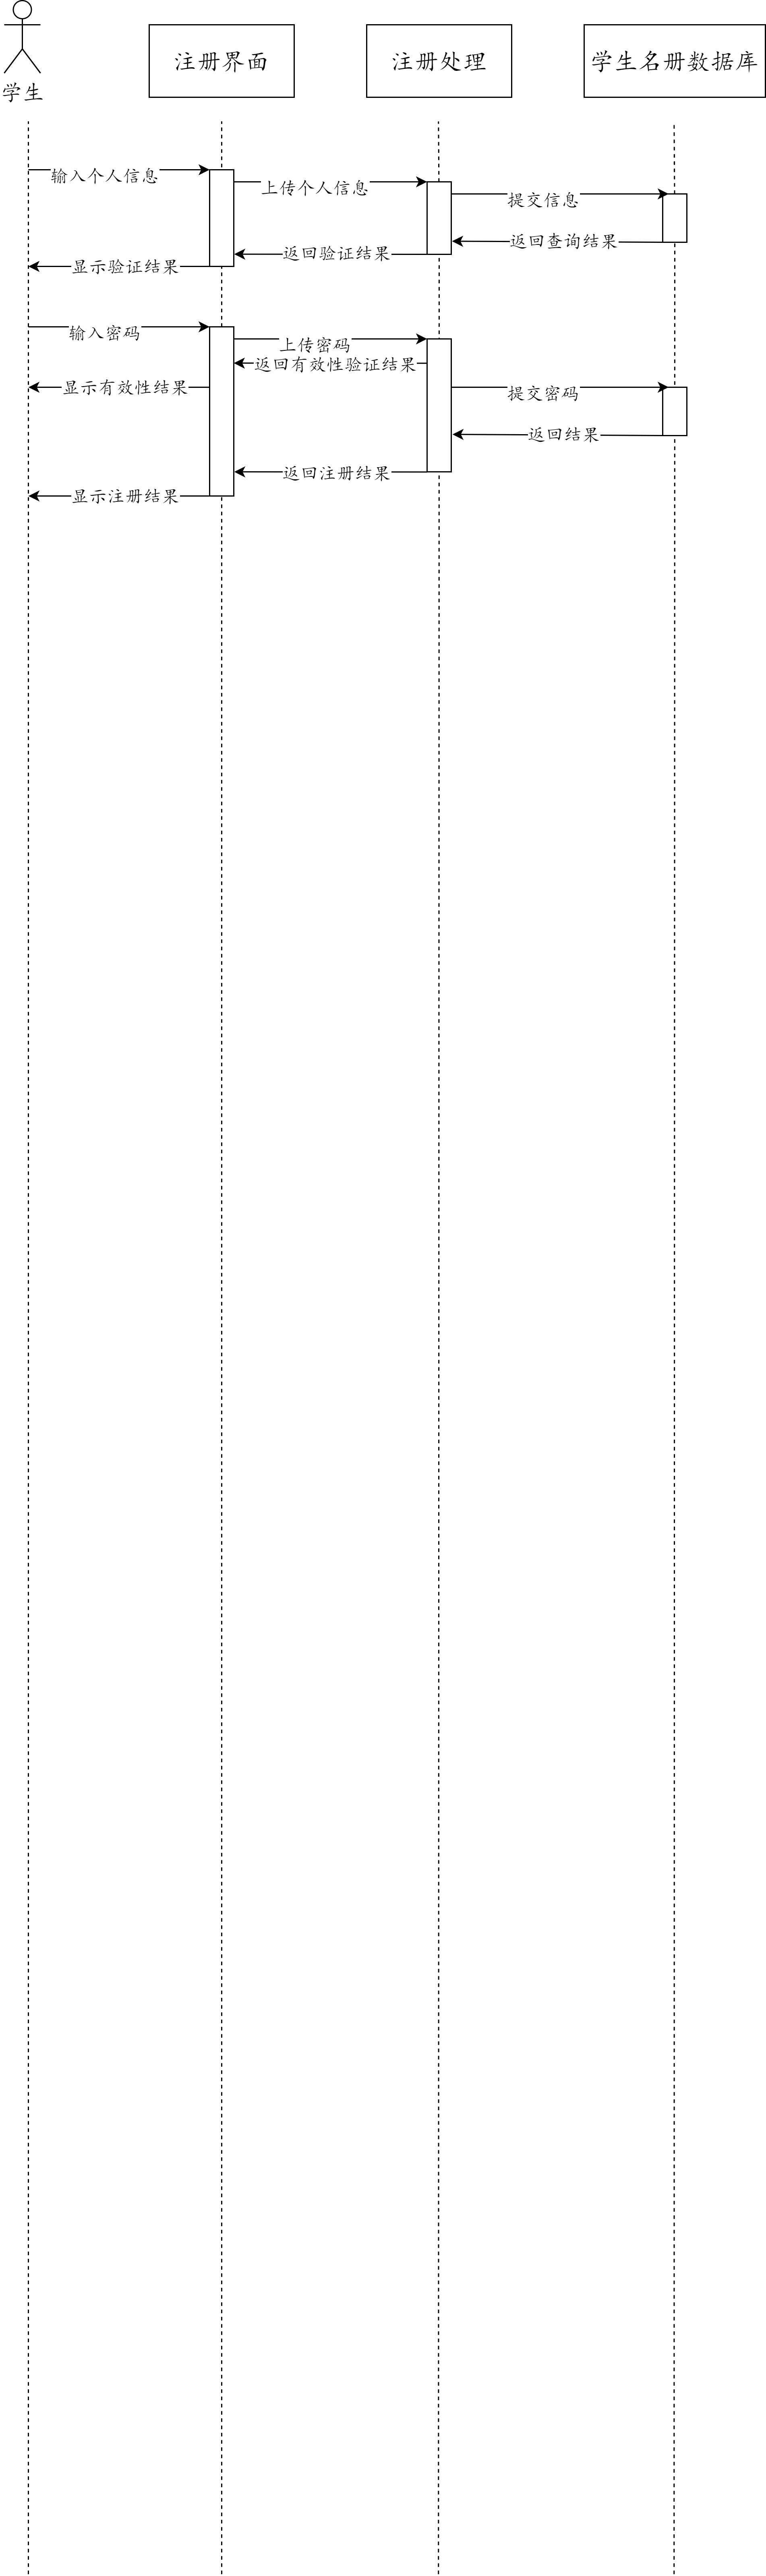 学生
注册界面
注册处理
学生名册数据库
输入个人信息
上传个人信息
提交信息
返回查询结果
返回验证结果
显示验证结果
输入密码
上传密码
返回有效性验证结果
显示有效性结果
提交密码
返回结果
返回注册结果
显示注册结果